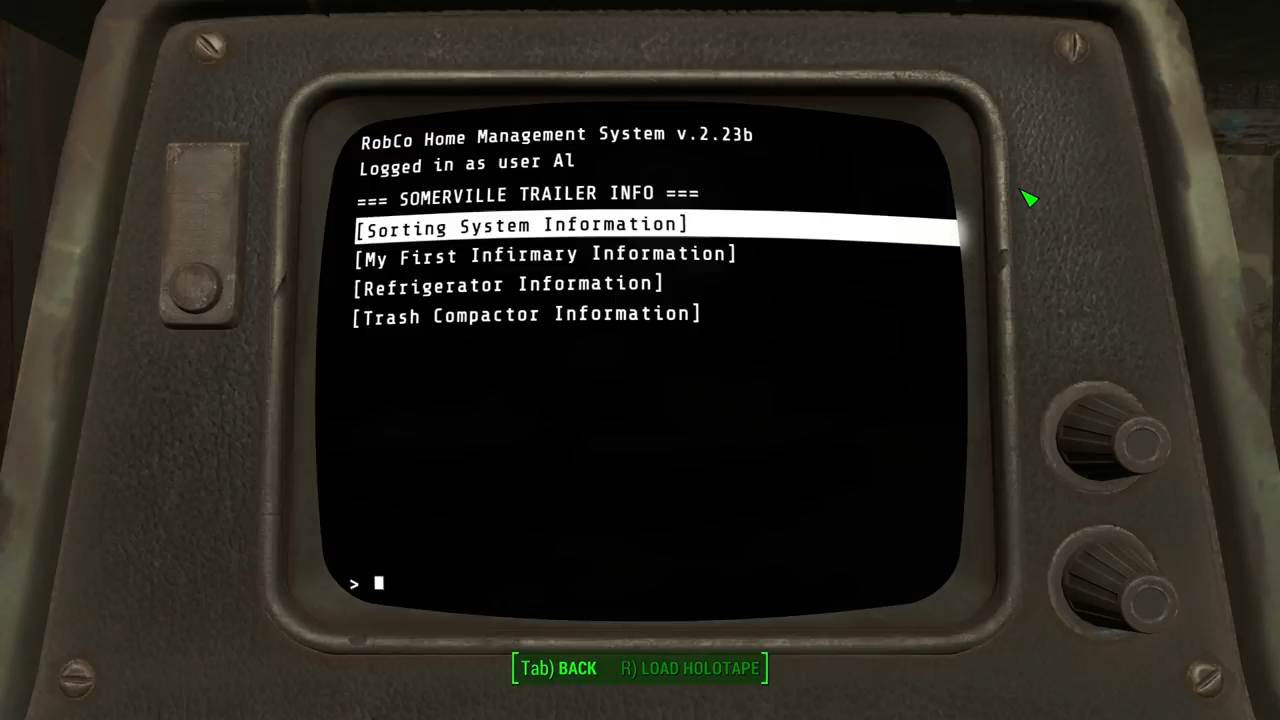 RobCo Home Management System v.2.23b
Logged in as user Al
=== SOMERVILLE TRAILER INFO ===
[Sorting System Information]
[My First Infirmary Information]
[Refrigerator Information]
[Trash Compactor Information]
>
Tab) BACK R) LOAD HOLOTAPE